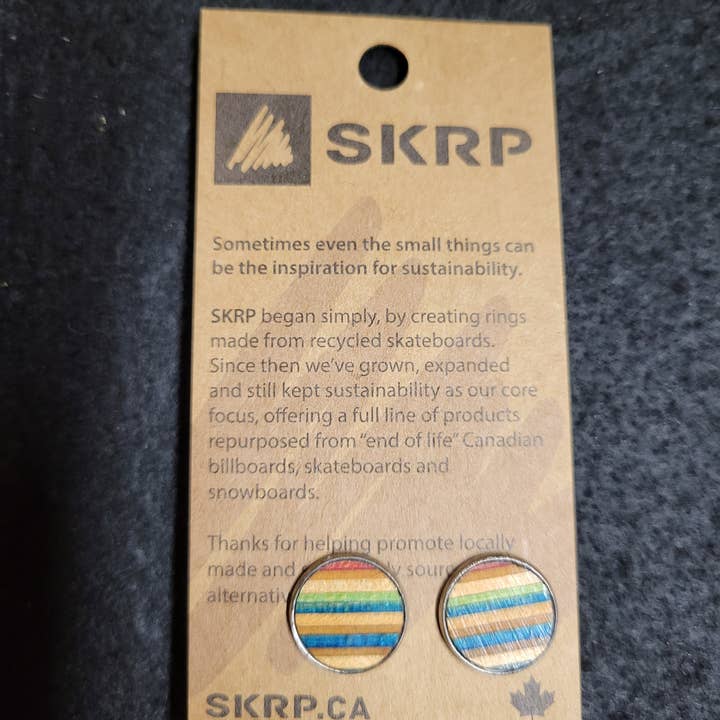 SKRP
Sometimes even the small things can
be the inspiration for sustainability.
SKRP began simply, by creating rings
made from recycled skateboards.
Since then we've grown, expanded
and still kept sustainability as our core
focus, offering a full line of products
repurposed from "end of life" Canadian
billboards, skateboards and
snowboards.
Thanks for helping promote locally
made and
SKRP.CA